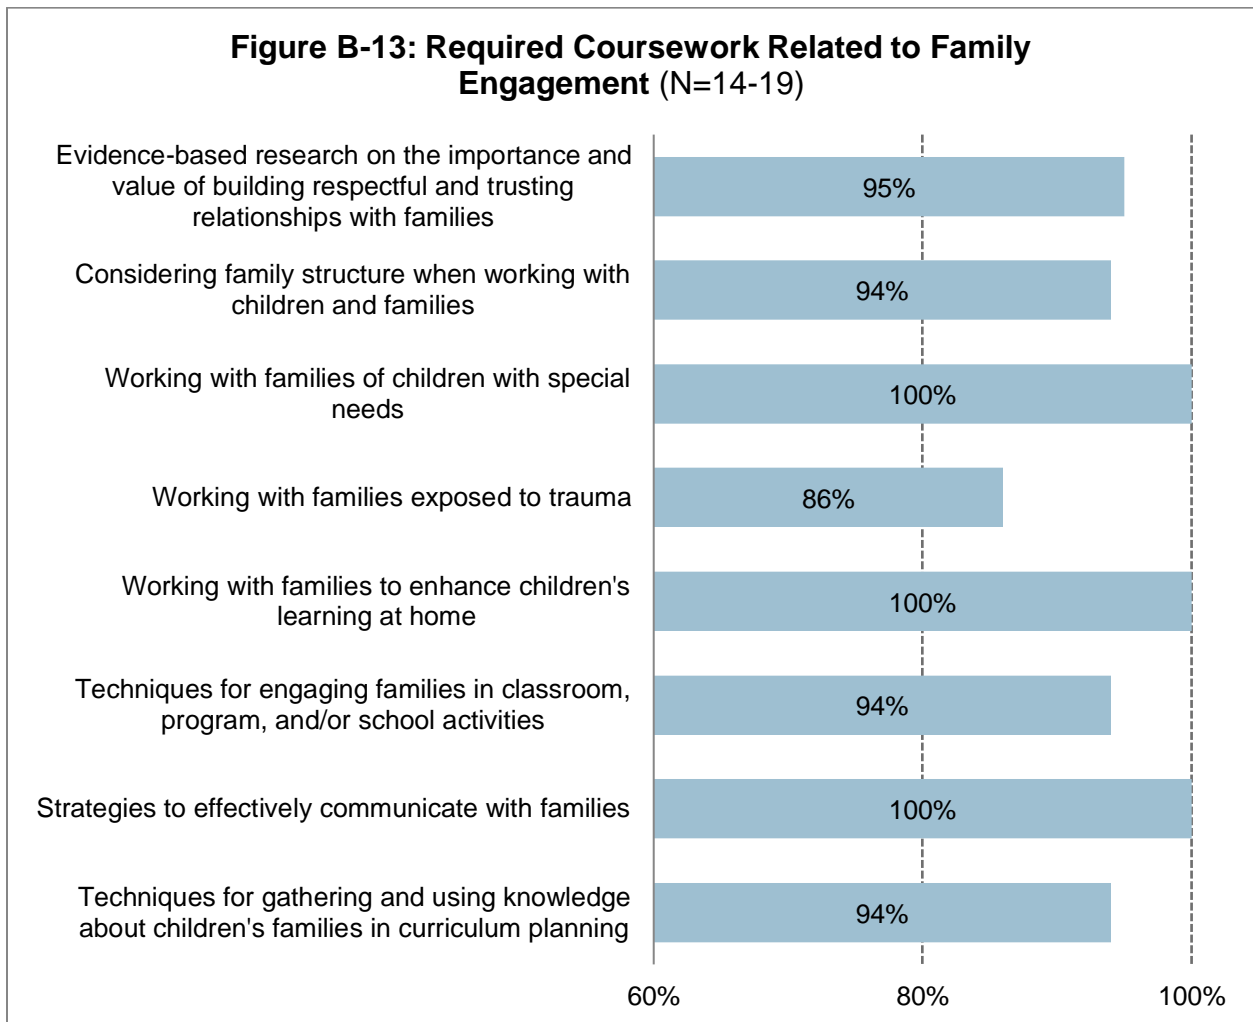 Figure B-13: Required Coursework Related to Family
Engagement (N=14-19)
Evidence-based research on the importance and
value of building respectful and trusting
relationships with families
95%
Considering family structure when working with
children and families
94%
Working with families of children with special
needs
100%
Working with families exposed to trauma
86%
Working with families to enhance children's
learning at home
100%
Techniques for engaging families in classroom,
program, and/or school activities
94%
Strategies to effectively communicate with families
100%
Techniques for gathering and using knowledge
about children's families in curriculum planning
94%
60%
80%
100%